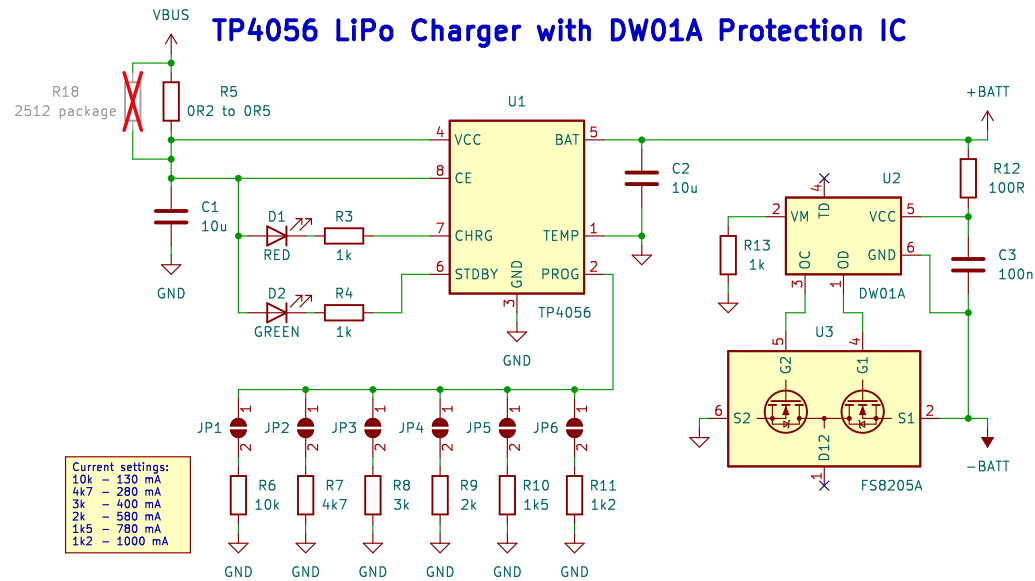 TP4056 LiPo Charger with DW01A Protection IC
VBUS
R18
2512 package
R5
0R2 to 0R5
U1
4 VCC BAT 5
8 CE
C1
10u
GND
D1
RED
R3
1k
7 CHRG TEMP 1
6 STDBY PROG 2
GND
3
TP4056
GND
D2
GREEN
R4
1k
C2
10u
+BATT
R12
100R
U2
4
TD
2 VM VCC 5
GND 6
OC OD
3 1
DW01A
R13
1k
C3
100n
U3
5 4
G2 G1
6 S2 S1 2
D12
1
FS8205A
-BATT
JP1 1 2
JP2 1 2
JP3 1 2
JP4 1 2
JP5 1 2
JP6 1 2
R6
10k
R7
4k7
R8
3k
R9
2k
R10
1k5
R11
1k2
GND GND GND GND GND GND
Current settings:
10k – 130 mA
4k7 – 280 mA
3k – 400 mA
2k – 580 mA
1k5 – 780 mA
1k2 – 1000 mA